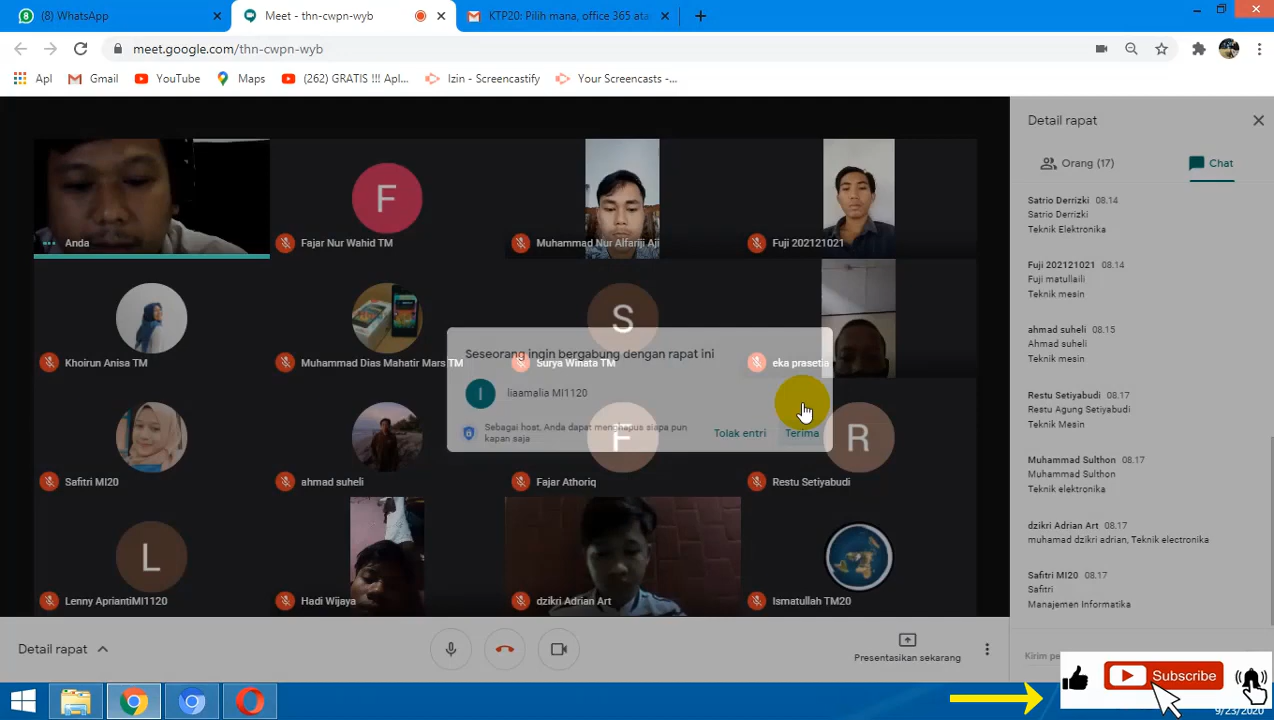 (8) WhatsApp
Meet - thn-cwpn-wyb
KTP20: Pilih mana, office 365 ata
meet.google.com/thn-cwpn-wyb
Apl
Gmail
YouTube
Maps
(262) GRATIS !!! Apl...
Izin - Screencastify
Your Screencasts -...
Anda
F
Fajar Nur Wahid TM
Muhammad Nur Alfariji Aji
Fuji 202121021
Khoirun Anisa TM
Muhammad Dias Mahatir Mars TM
S
Surya Winata TM
eka prasetia
Seseorang ingin bergabung dengan rapat ini
liaamalia MI1120
Sebagai host, Anda dapat menghapus siapa pun
kapan saja
Tolak entri
Terima
Safitri MI20
ahmad suheli
F
Fajar Athoriq
R
Restu Setiyabudi
L
Lenny ApriantiMI1120
Hadi Wijaya
dzikri Adrian Art
Ismatullah TM20
Detail rapat
Presentasikan sekarang
Detail rapat
Orang (17)
Chat
Satrio Derrizki 08.14
Satrio Derrizki
Teknik Elektronika
Fuji 202121021 08.14
Fuji matullaili
Teknik mesin
ahmad suheli 08.15
Ahmad suheli
Teknik mesin
Restu Setiyabudi 08.17
Restu Agung Setiyabudi
Teknik Mesin
Muhammad Sulthon 08.17
Muhammad Sulthon
Teknik elektronika
dzikri Adrian Art 08.17
muhamad dzikri adrian, Teknik electronika
Safitri MI20 08.17
Safitri
Manajemen Informatika
Kirim
Subscribe
9/23/2020